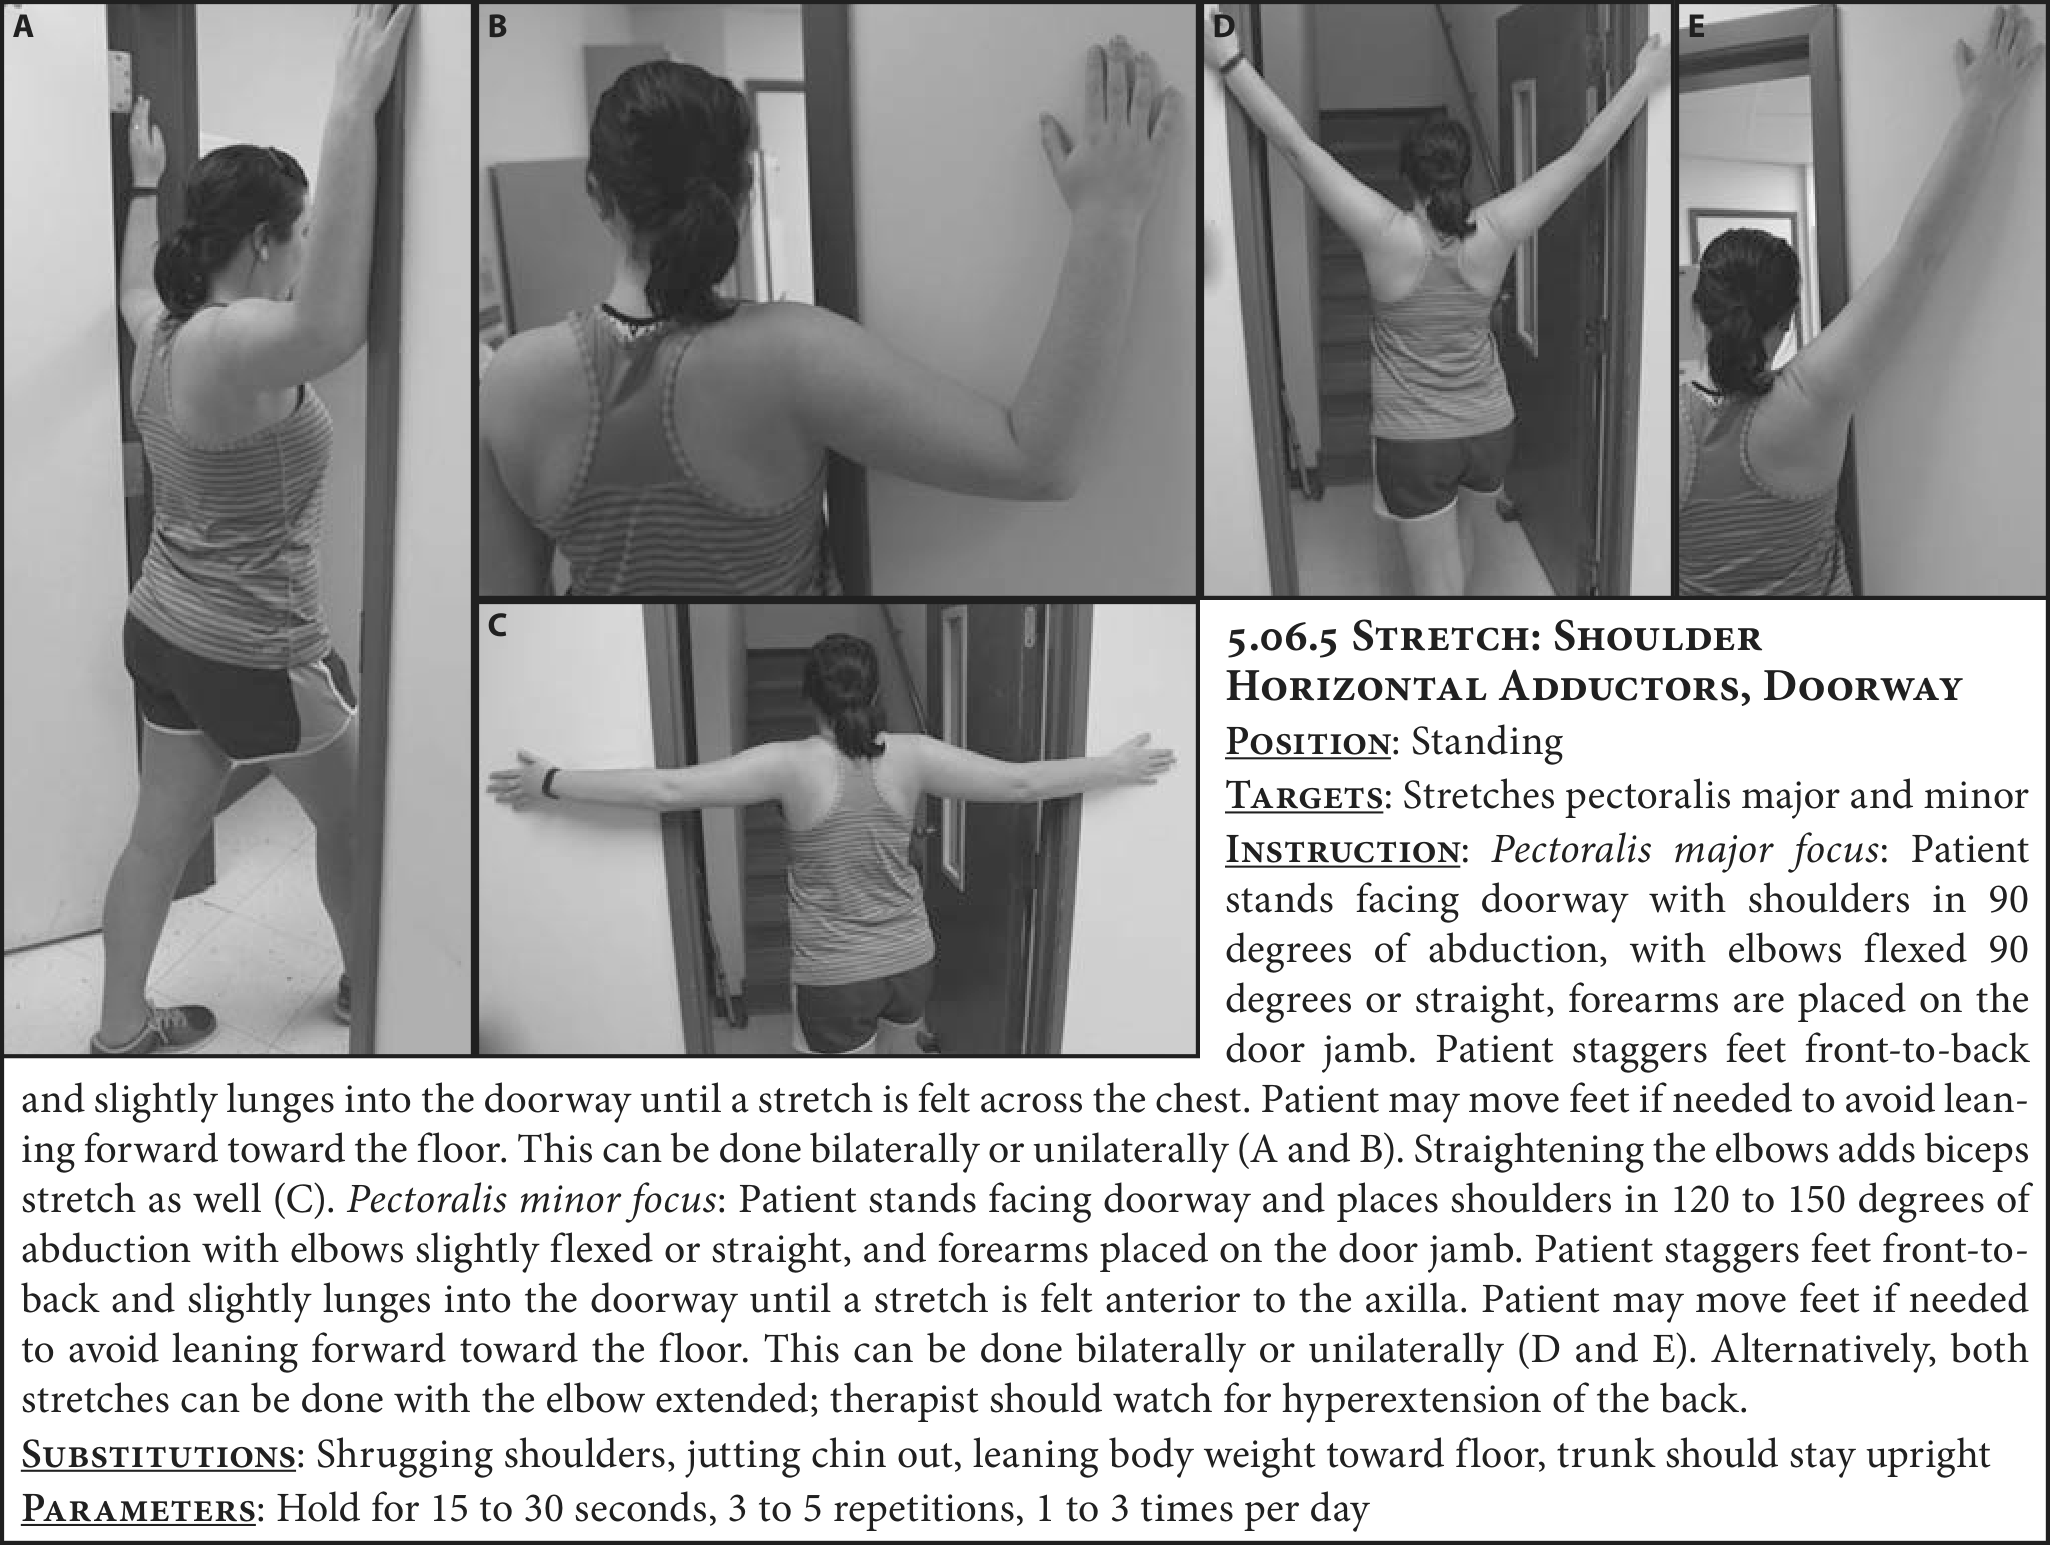 A
B
D
E
C
5.06.5 Stretch: Shoulder
Horizontal Adductors, Doorway
Position: Standing
Targets: Stretches pectoralis major and minor
Instruction: Pectoralis major focus: Patient
stands facing doorway with shoulders in 90
degrees of abduction, with elbows flexed 90
degrees or straight, forearms are placed on the
door jamb. Patient staggers feet front-to-back
and slightly lunges into the doorway until a stretch is felt across the chest. Patient may move feet if needed to avoid lean-
ing forward toward the floor. This can be done bilaterally or unilaterally (A and B). Straightening the elbows adds biceps
stretch as well (C). Pectoralis minor focus: Patient stands facing doorway and places shoulders in 120 to 150 degrees of
abduction with elbows slightly flexed or straight, and forearms placed on the door jamb. Patient staggers feet front-to-
back and slightly lunges into the doorway until a stretch is felt anterior to the axilla. Patient may move feet if needed
to avoid leaning forward toward the floor. This can be done bilaterally or unilaterally (D and E). Alternatively, both
stretches can be done with the elbow extended; therapist should watch for hyperextension of the back.
Substitutions: Shrugging shoulders, jutting chin out, leaning body weight toward floor, trunk should stay upright
Parameters: Hold for 15 to 30 seconds, 3 to 5 repetitions, 1 to 3 times per day